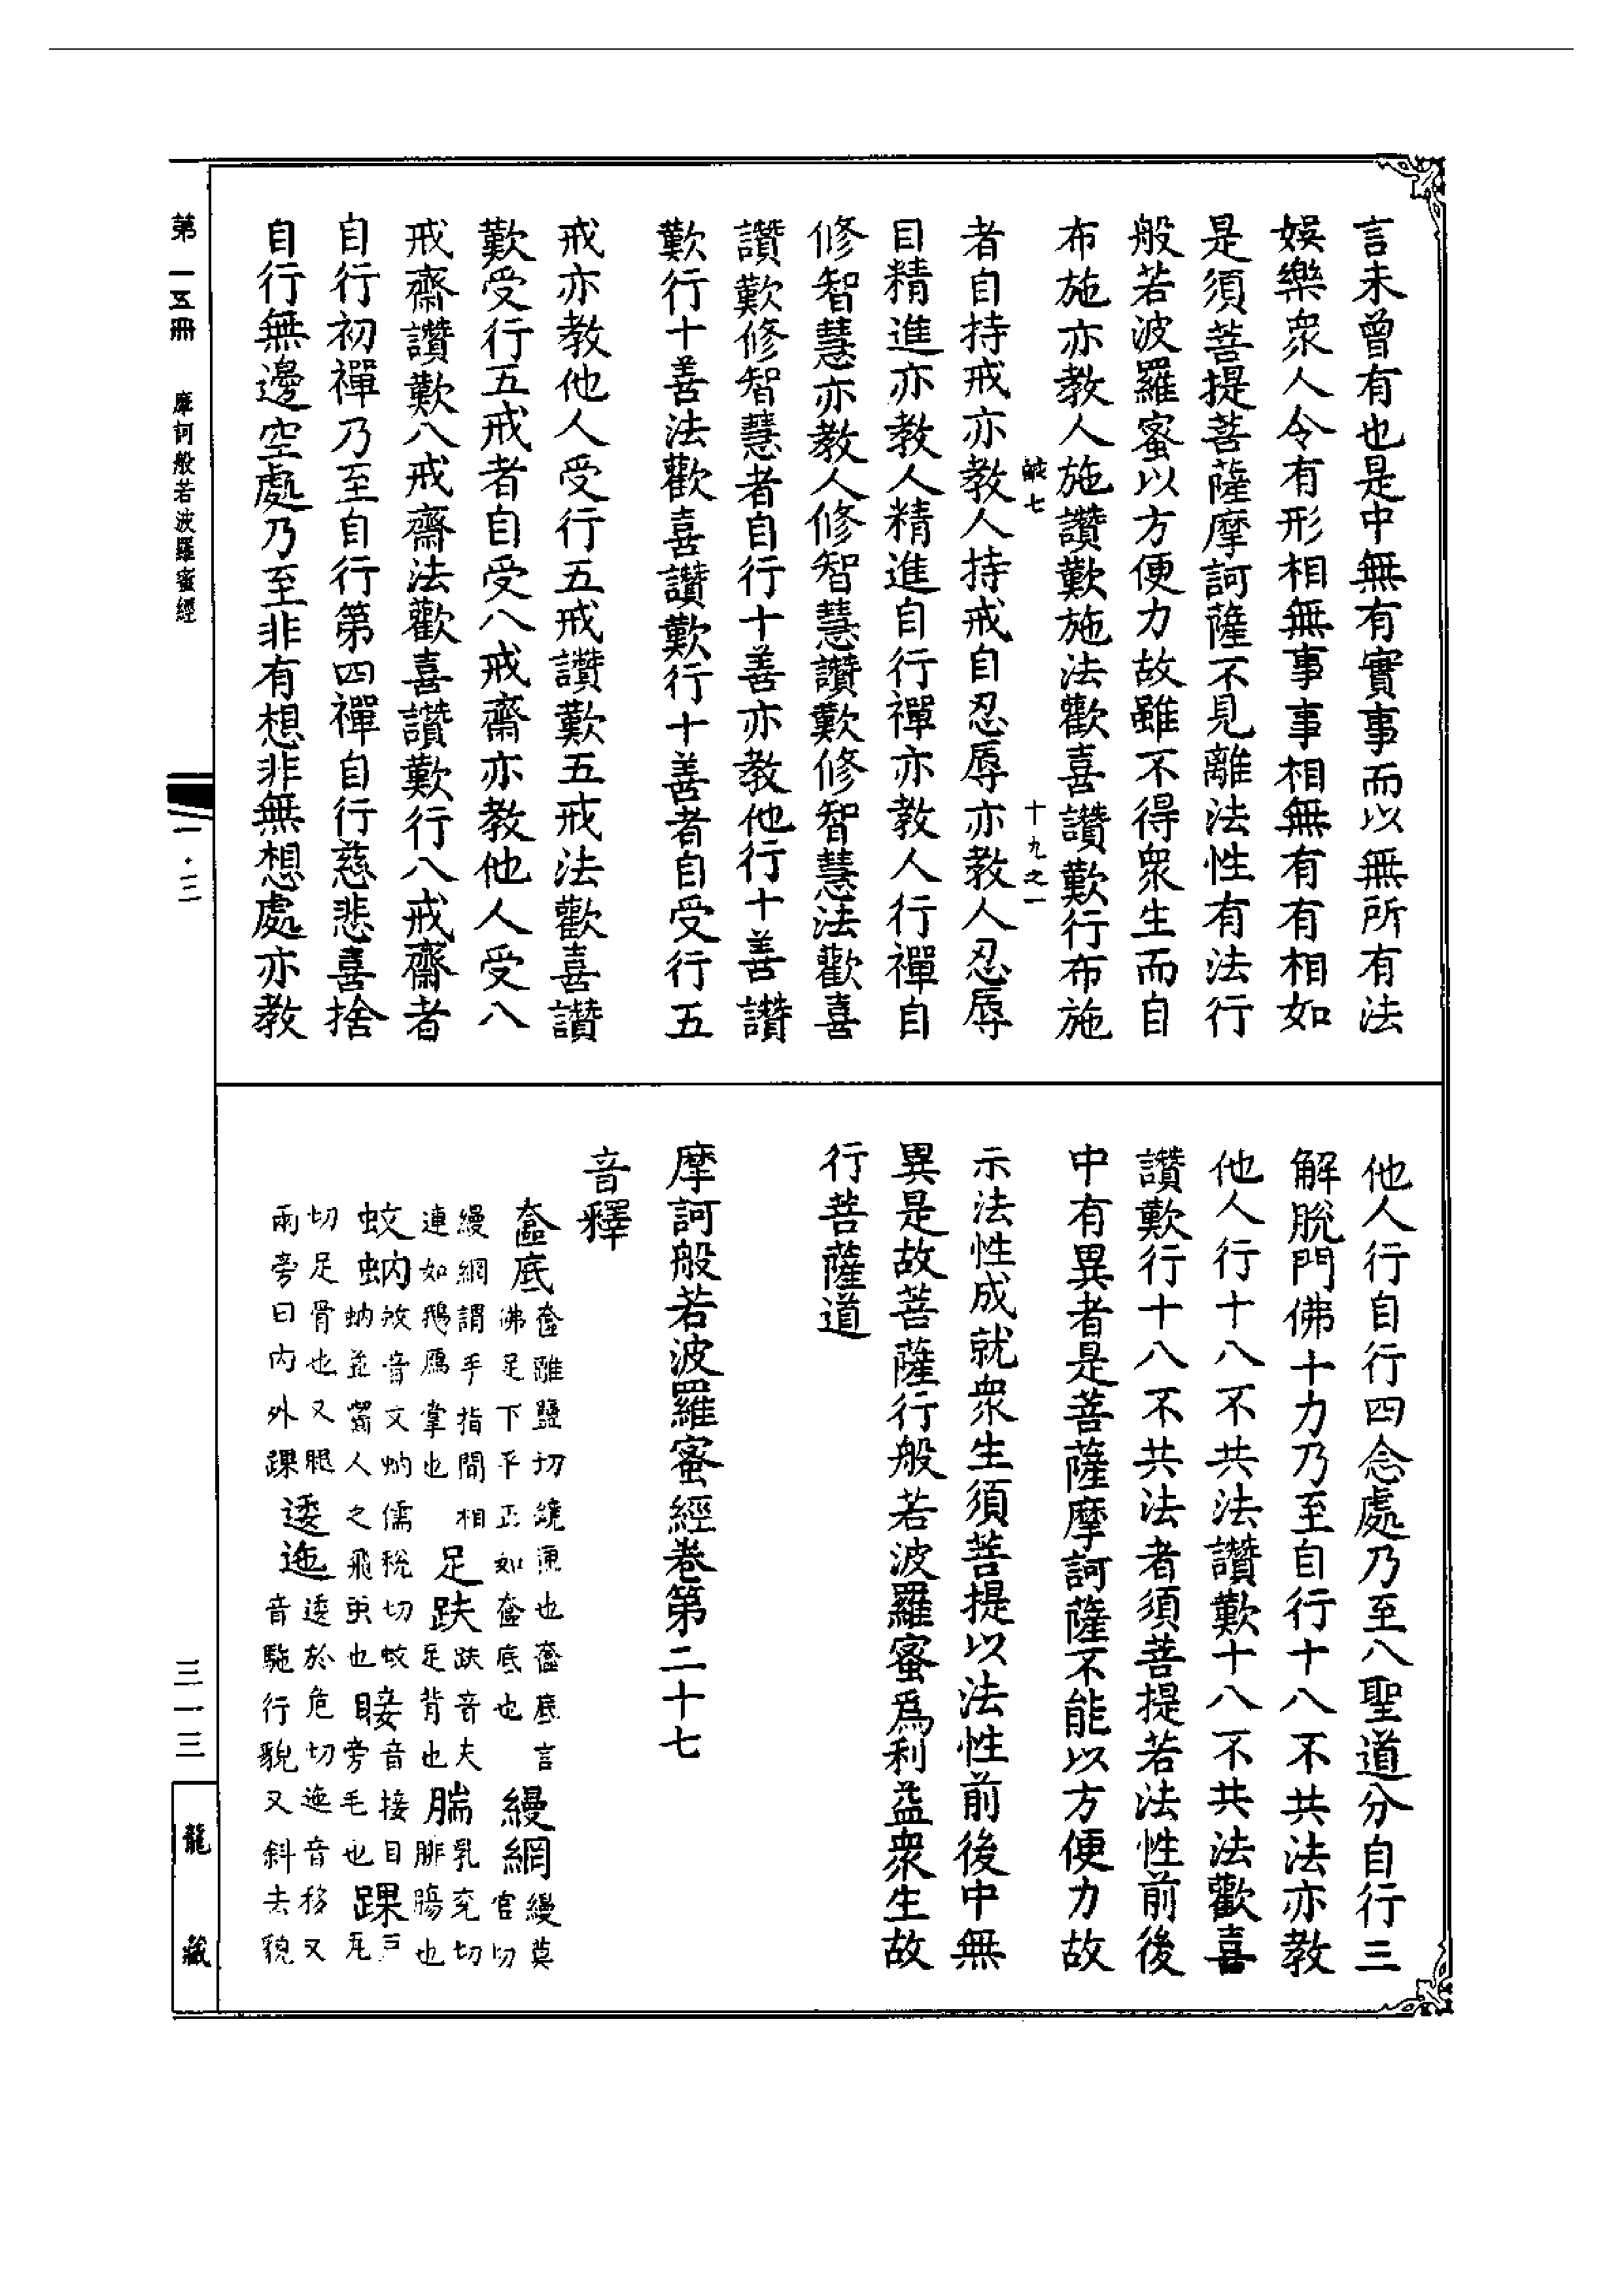 言未曾有也是中無有實事而以無所有法
娛樂衆人令有形相無事事相無有有相如
是須菩提菩薩摩訶薩不見離法性有法行
般若波羅蜜以方便力故雖不得衆生而自
布施亦教人施讚歎施法歡喜讚歎行布施
十九之一
者自持戒亦教人持戒自忍辱亦教人忍辱
自精進亦教人精進自行禪亦教人行禪自
修智慧亦教人修智慧讚歎修智慧法歡喜
讚歎修智慧者自行十善亦教他行十善讚
歎行十善法歡喜讚歎行十善者自受行五
戒亦教他人受行五戒讚歎五戒法歡喜讚
歎受行五戒者自受八戒齋亦教他人受八
戒齋讚歎八戒齋法歡喜讚歎行八戒齋者
自行初禪乃至自行第四禪自行慈悲喜捨
自行無邊空處乃至非有想非無想處亦教
他人行自行四念處乃至八聖道分自行三
解脫門佛十力乃至自行十八不共法亦教
他人行十八不共法讚歎十八不共法歡喜
讚歎行十八不共法者須菩提若法性前後
中有異者是菩薩摩訶薩不能以方便力故
示法性成就衆生須菩提以法性前後中無
異是故菩薩行般若波羅蜜爲利益衆生故
行菩薩道
摩訶般若波羅蜜經卷第二十七
音釋
奩底 奩離鹽切鏡匳也奩底言
佛足下平正如奩底也 縵網 縵莫官切
縵網謂手指間相
連如鵝鴈掌也 足趺 趺音夫足背也 腨 乳兖切腓腸也
蚊蚋 蚊音文蚋儒稅切蚊
蚋並嚙人之飛虫也 睫 音接目旁毛也 踝 戶瓦
切足骨也又腿
兩旁曰內外踝 逶迤 逶於危切迤音移又
音駞行貌又斜去貌
第一五冊 摩訶般若波羅蜜經
一·三
三一三
龍藏